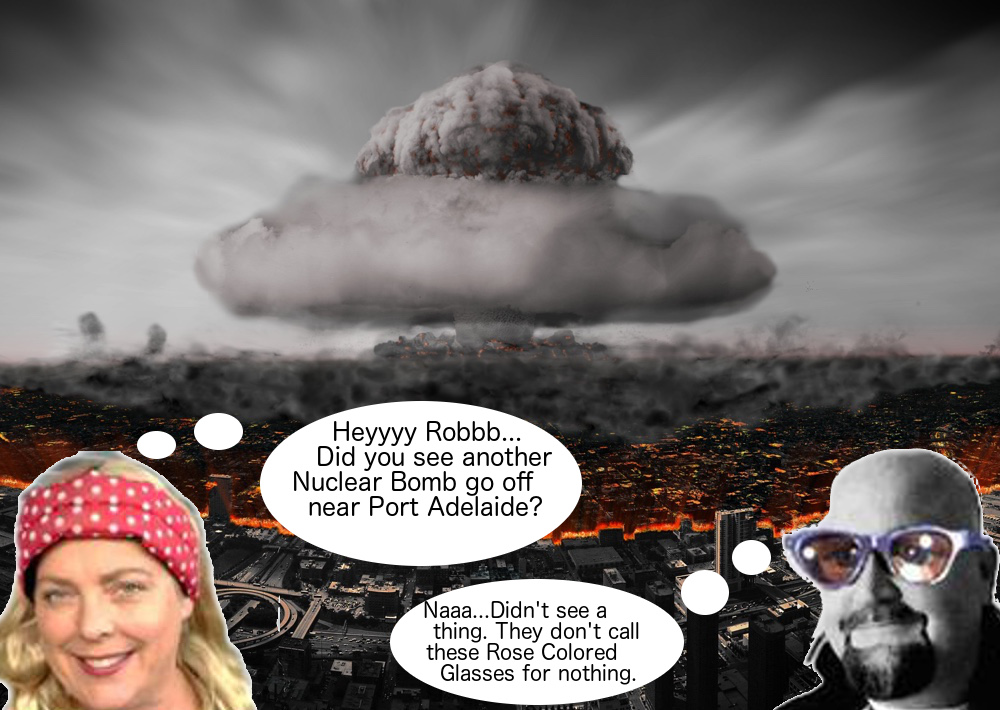 Heyyyy Robbb...
Did you see another
Nuclear Bomb go off
near Port Adelaide?
Naaa...Didn't see a
thing. They don't call
these Rose Colored
Glasses for nothing.